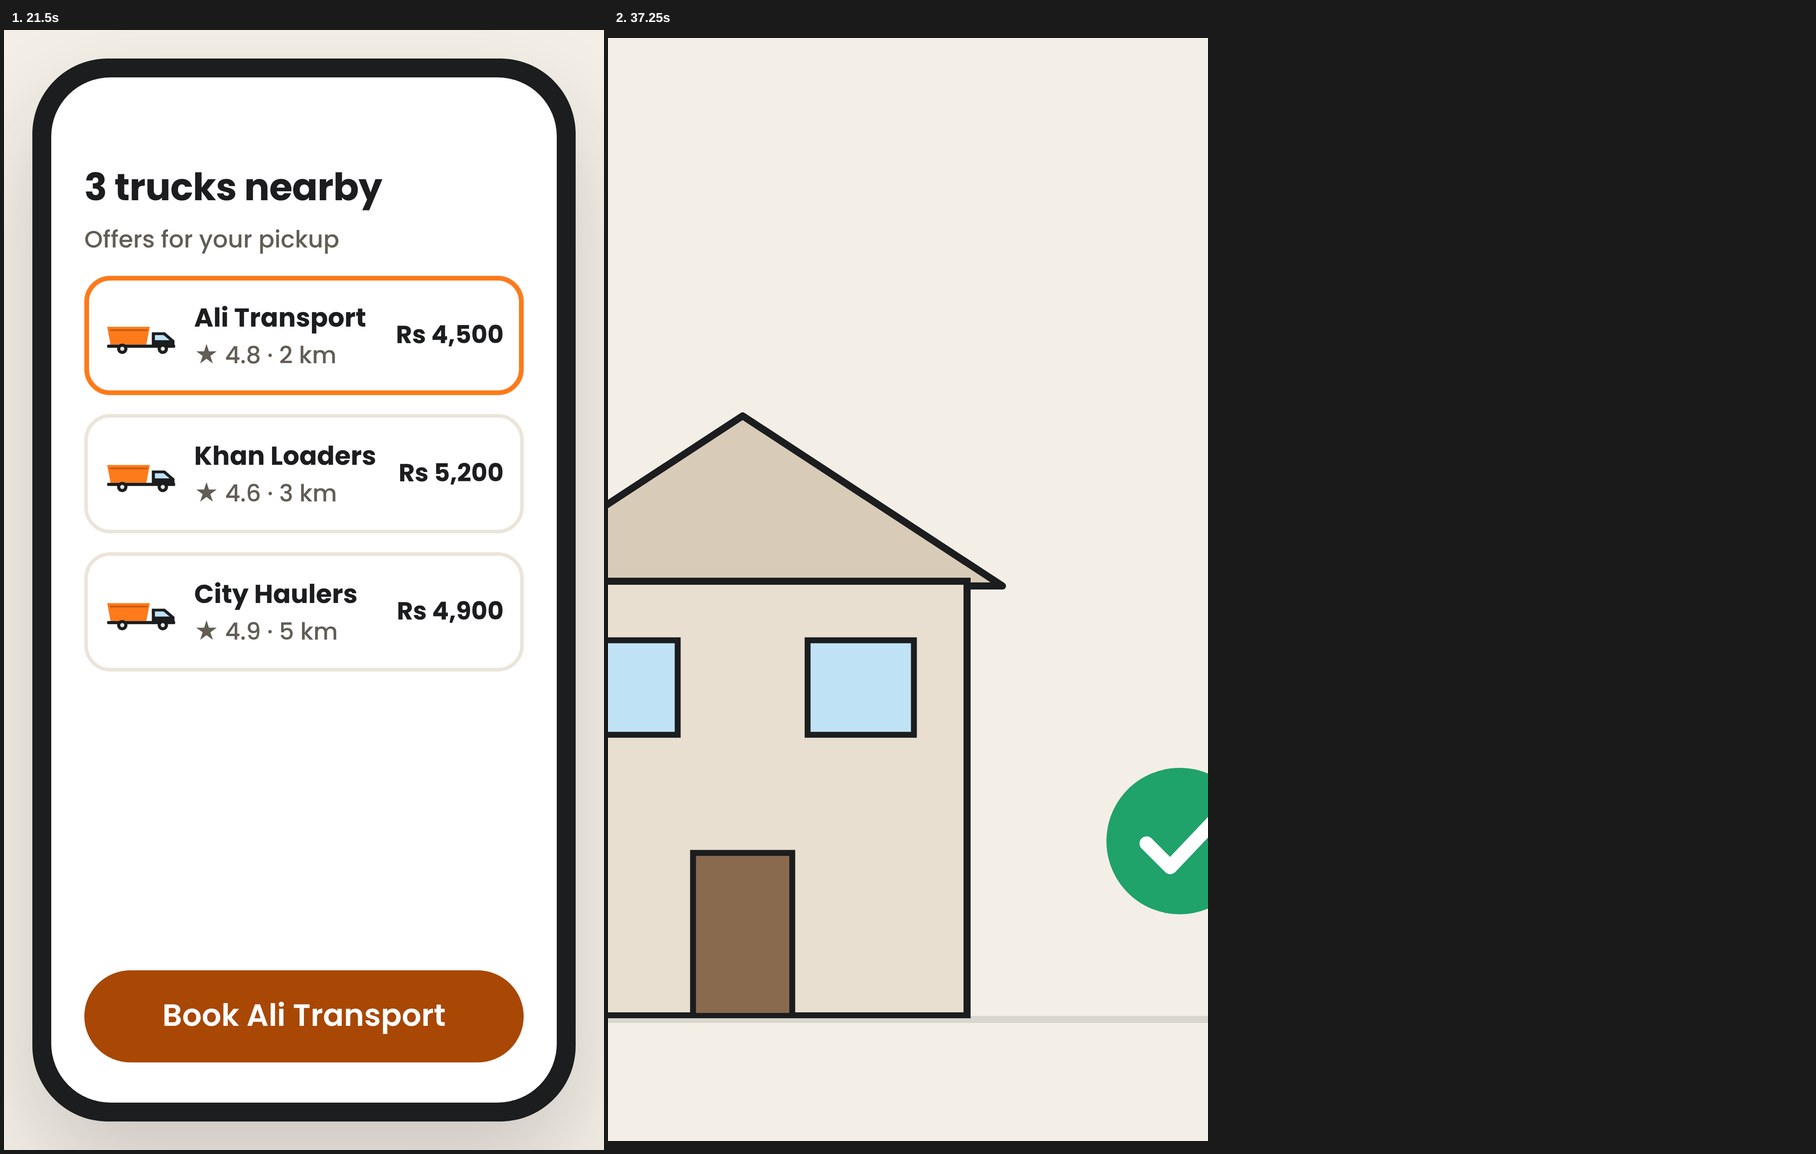 1. 21.5s
2. 37.25s
3 trucks nearby
Offers for your pickup
Ali Transport
★ 4.8 · 2 km
Rs 4,500
Khan Loaders
★ 4.6 · 3 km
Rs 5,200
City Haulers
★ 4.9 · 5 km
Rs 4,900
Book Ali Transport